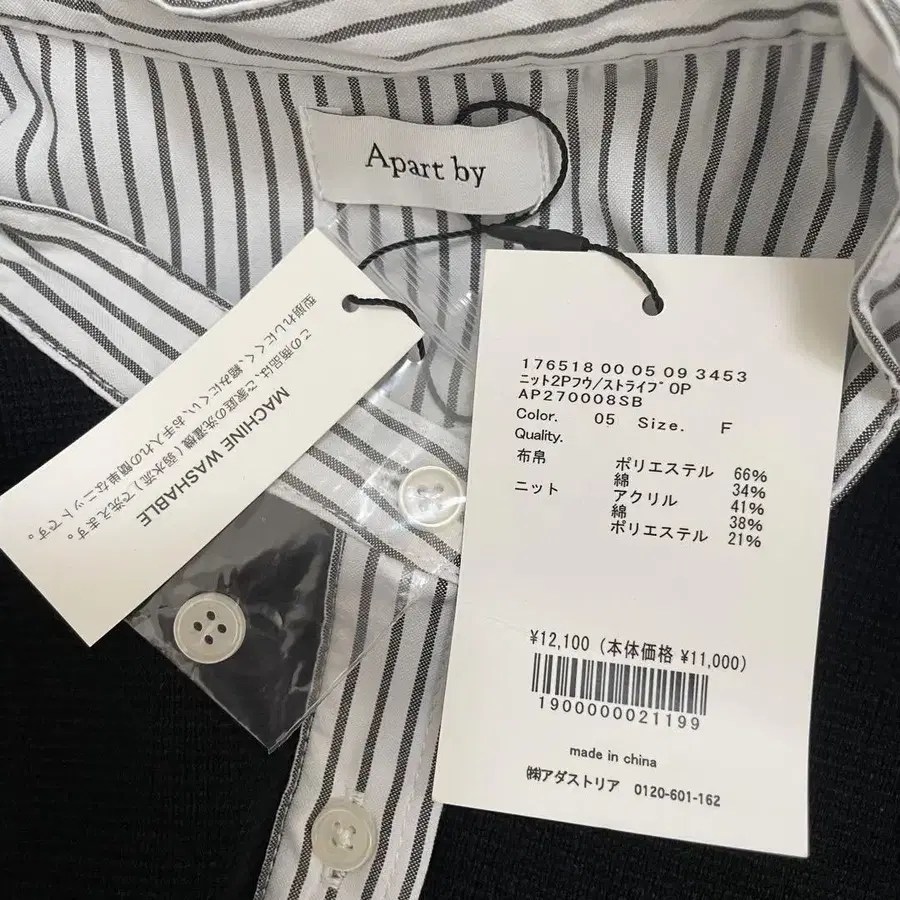 Apart by
MACHINE WASHABLE
この商品は、ご家庭の洗濯機（弱水流）で洗えます。
型崩れしにくく、縮みにくい、お手入れの簡単なニットです。
176518 00 05 09 3453
ニット2Pフウ/ストライプ OP
AP270008SB
Color. 05 Size. F
Quality.
布帛 ポリエステル 66%
綿 34%
ニット アクリル 41%
綿 38%
ポリエステル 21%
¥12,100 (本体価格 ¥11,000)
1900000021199
made in china
㈱アダストリア 0120-601-162